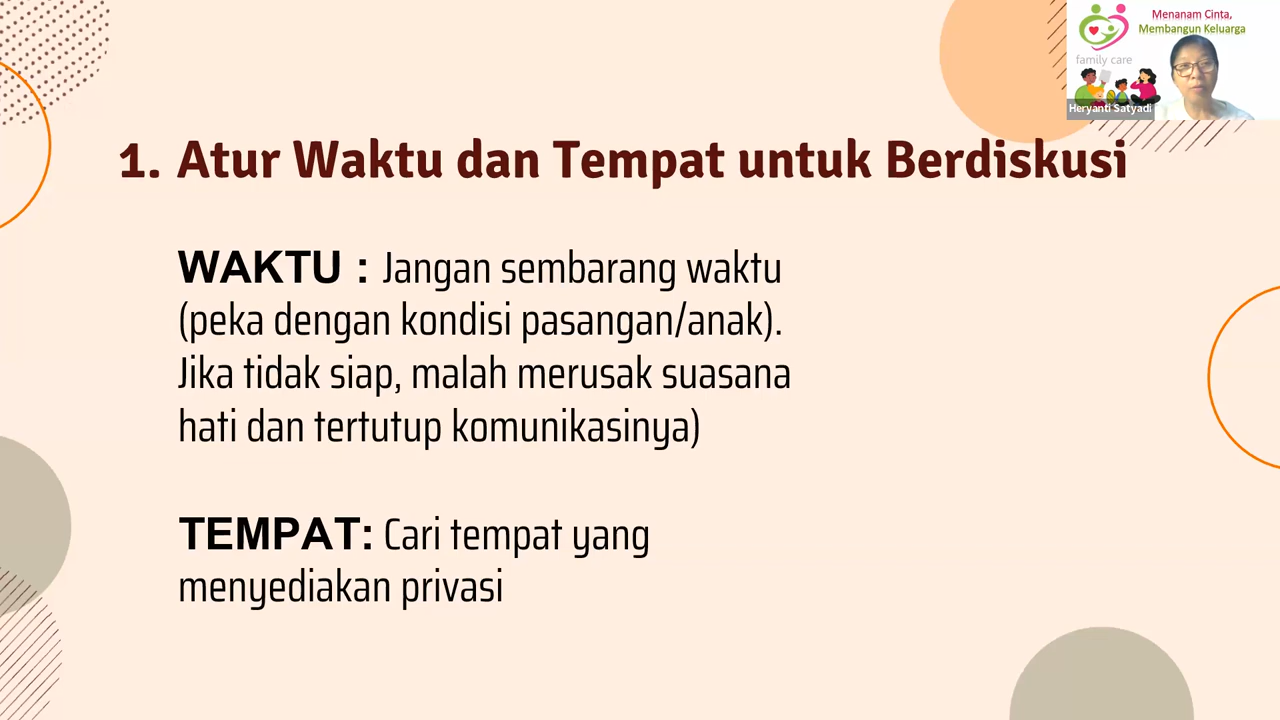 Menanam Cinta,
Membangun Keluarga
family care
Heryanti Satyadi
1. Atur Waktu dan Tempat untuk Berdiskusi
WAKTU : Jangan sembarang waktu
(peka dengan kondisi pasangan/anak).
Jika tidak siap, malah merusak suasana
hati dan tertutup komunikasinya)
TEMPAT: Cari tempat yang
menyediakan privasi